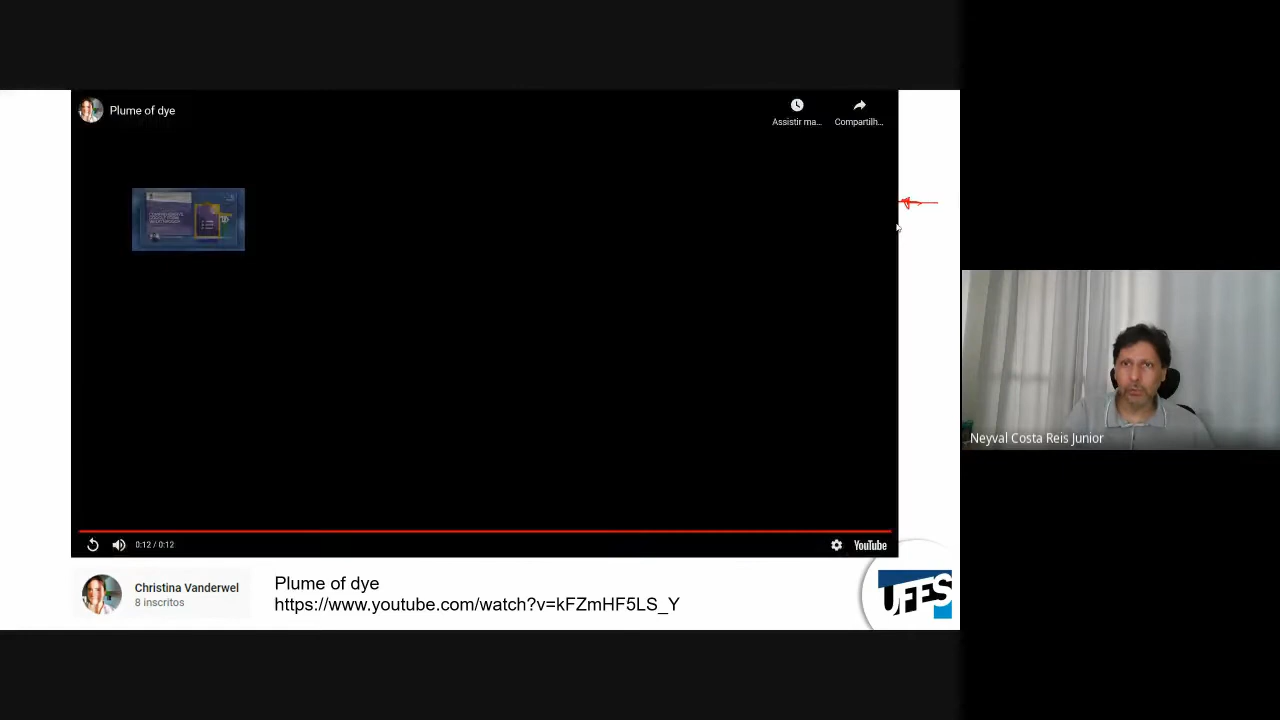 Plume of dye
Assistir ma...
Compartilh...
0:12 / 0:12
YouTube
Christina Vanderwel
8 inscritos
Plume of dye
https://www.youtube.com/watch?v=kFZmHF5LS_Y
UFES
Neyval Costa Reis Junior